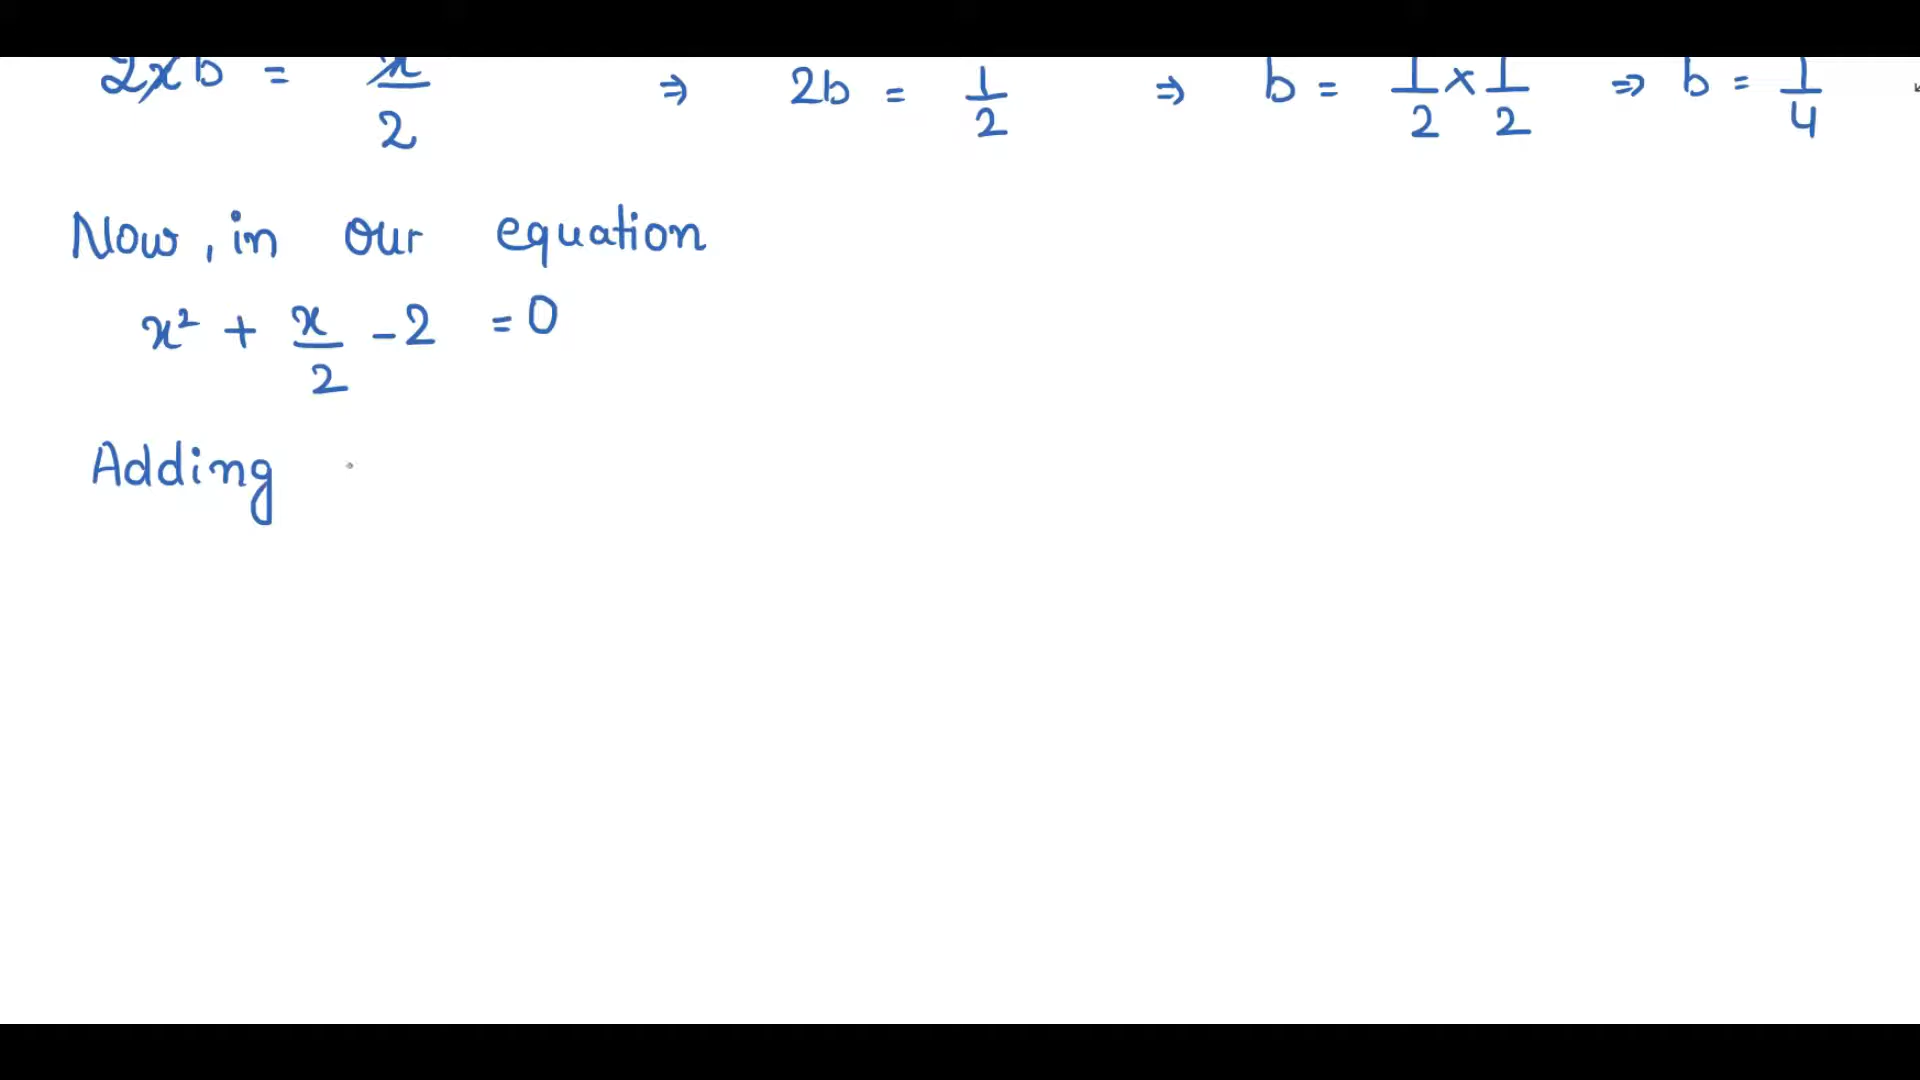 2xb = x/2 ⇒ 2b = 1/2 ⇒ b = 1/2 × 1/2 ⇒ b = 1/4
Now, in our equation
x² + x/2 - 2 = 0
Adding